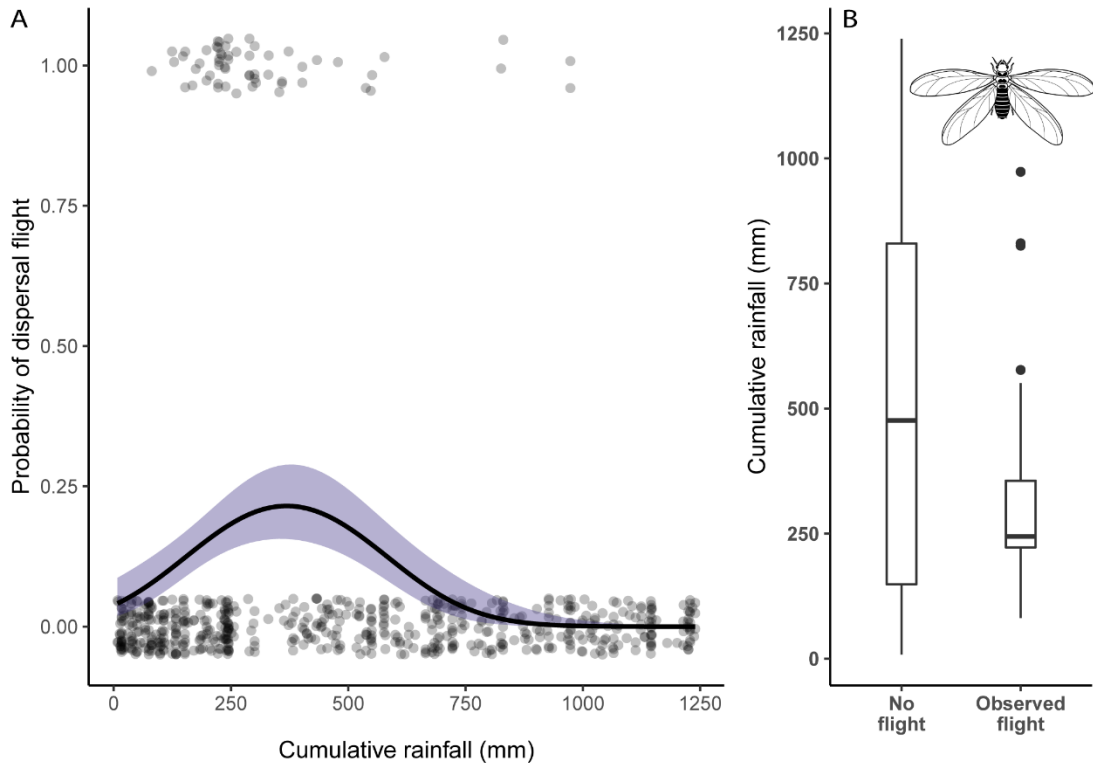 A
Probability of dispersal flight
1.00
0.75
0.50
0.25
0.00
0
250
500
750
1000
1250
Cumulative rainfall (mm)
B
Cumulative rainfall (mm)
1250
1000
750
500
250
0
No
flight
Observed
flight